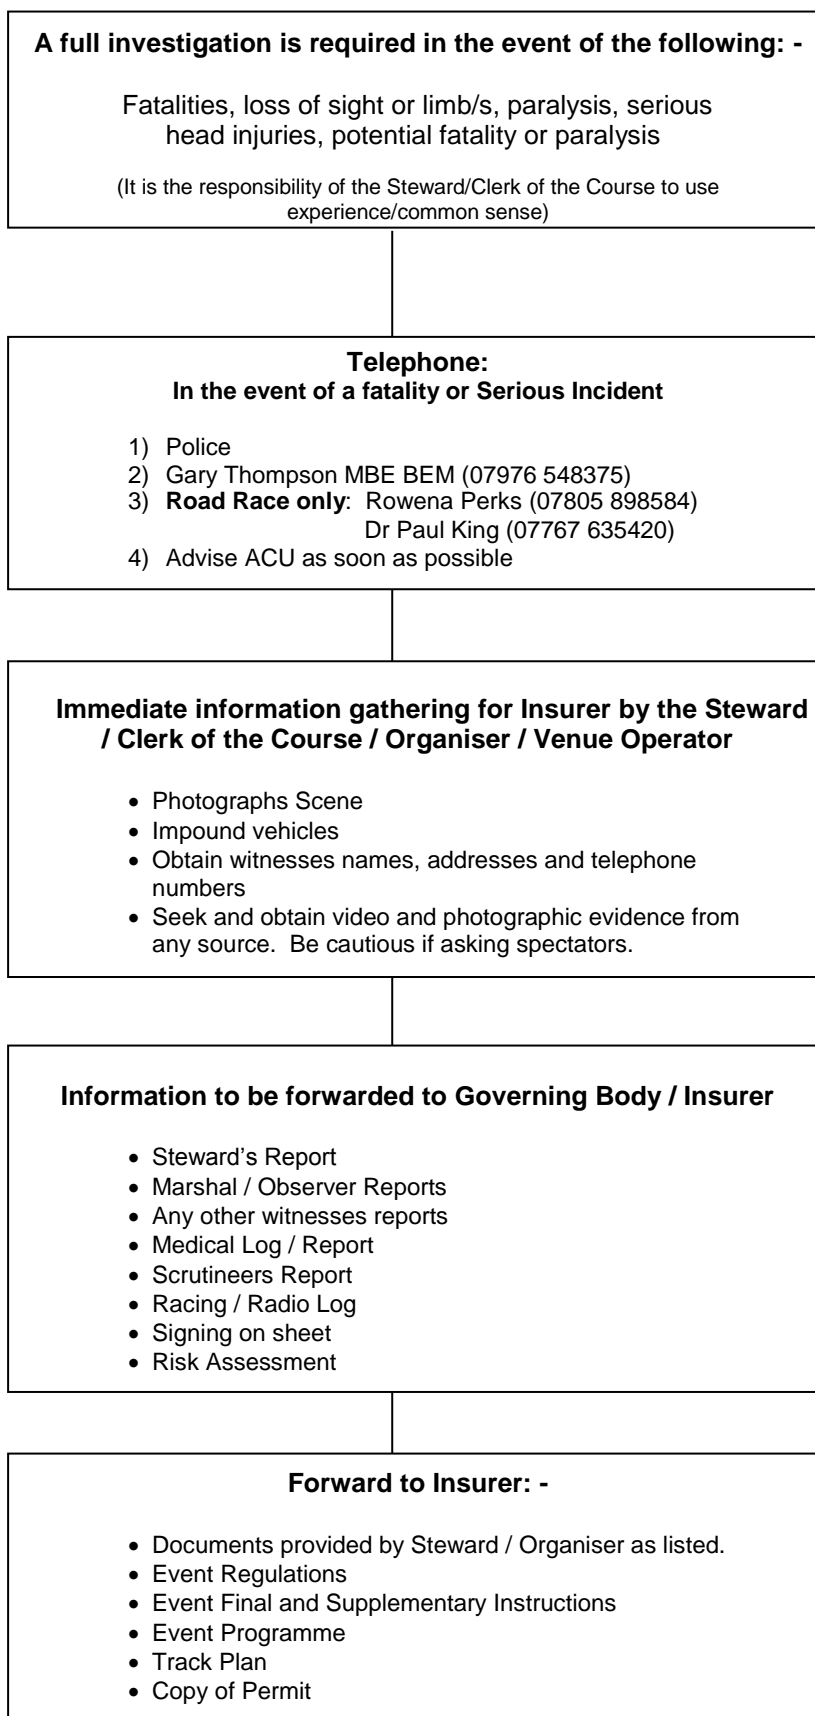 A full investigation is required in the event of the following: -
Fatalities, loss of sight or limb/s, paralysis, serious
head injuries, potential fatality or paralysis
(It is the responsibility of the Steward/Clerk of the Course to use
experience/common sense)
Telephone:
In the event of a fatality or Serious Incident
1) Police
2) Gary Thompson MBE BEM (07976 548375)
3) Road Race only: Rowena Perks (07805 898584)
Dr Paul King (07767 635420)
4) Advise ACU as soon as possible
Immediate information gathering for Insurer by the Steward
/ Clerk of the Course / Organiser / Venue Operator
• Photographs Scene
• Impound vehicles
• Obtain witnesses names, addresses and telephone
numbers
• Seek and obtain video and photographic evidence from
any source. Be cautious if asking spectators.
Information to be forwarded to Governing Body / Insurer
• Steward's Report
• Marshal / Observer Reports
• Any other witnesses reports
• Medical Log / Report
• Scrutineers Report
• Racing / Radio Log
• Signing on sheet
• Risk Assessment
Forward to Insurer: -
• Documents provided by Steward / Organiser as listed.
• Event Regulations
• Event Final and Supplementary Instructions
• Event Programme
• Track Plan
• Copy of Permit